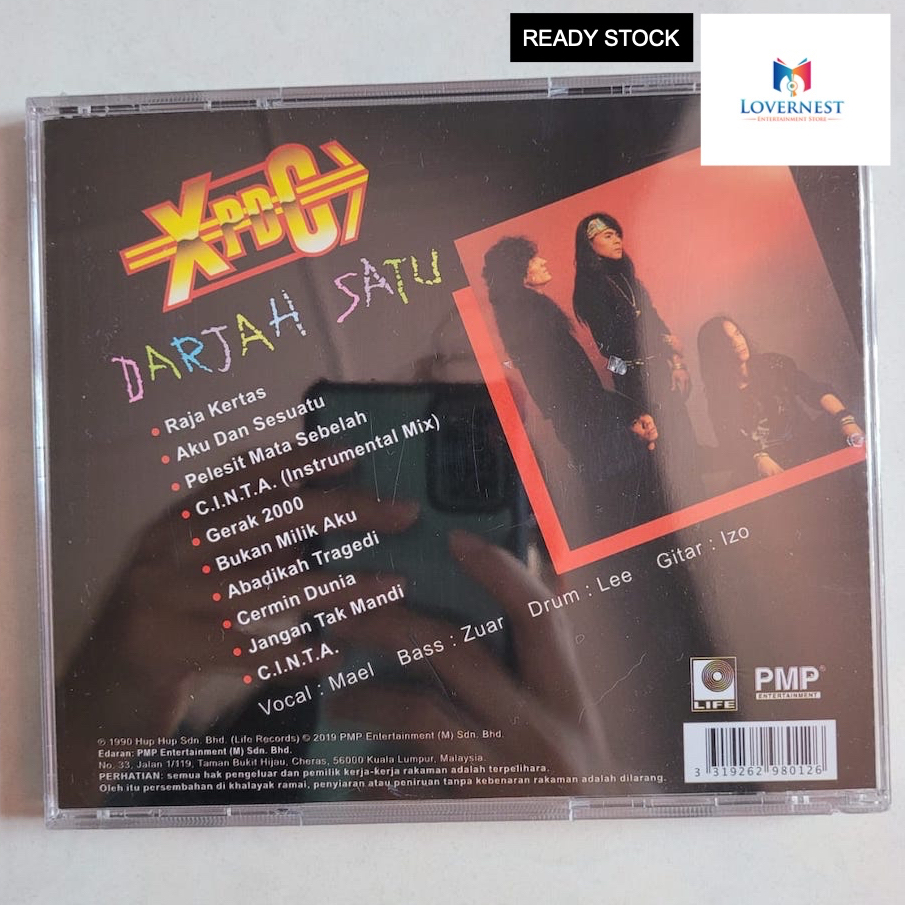 READY STOCK
LOVERNEST
ENTERTAINMENT STORE
XPDC
DARJAH SATU
Raja Kertas
Aku Dan Sesuatu
Pelesit Mata Sebelah
C.I.N.T.A. (Instrumental Mix)
Gerak 2000
Bukan Milik Aku
Abadikah Tragedi
Cermin Dunia
Jangan Tak Mandi
C.I.N.T.A.
Vocal : Mael Bass : Zuar Drum : Lee Gitar : Izo
LIFE
PMP®
ENTERTAINMENT
℗ 1990 Hup Hup Sdn. Bhd. (Life Records) © 2019 PMP Entertainment (M) Sdn. Bhd.
Edaran: PMP Entertainment (M) Sdn. Bhd.
No. 33, Jalan 1/119, Taman Bukit Hijau, Cheras, 56000 Kuala Lumpur, Malaysia.
PERHATIAN: semua hak pengeluar dan pemilik kerja-kerja rakaman adalah terpelihara.
Oleh itu persembahan di khalayak ramai, penyiaran atau peniruan tanpa kebenaran rakaman adalah dilarang.
3 319262 980126